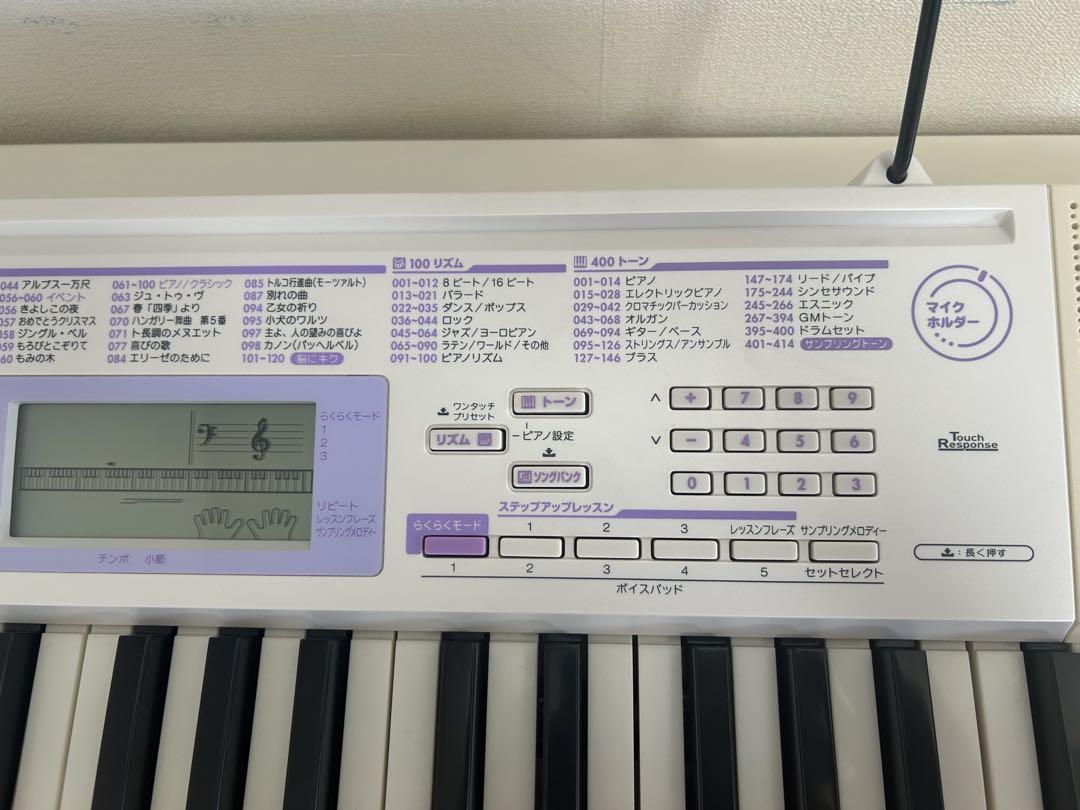 044 アルプス一万尺
056~060 イベント
056 きよしこの夜
057 おめでとうクリスマス
058 ジングル・ベル
059 もろびとこぞりて
060 もみの木
061~100 ピアノ/クラシック
063 ジュ・トゥ・ヴ
067 春「四季」より
070 ハンガリー舞曲 第5番
071 ト長調のメヌエット
077 喜びの歌
084 エリーゼのために
085 トルコ行進曲(モーツァルト)
087 別れの曲
094 乙女の祈り
095 小犬のワルツ
097 主よ、人の望みの喜びよ
098 カノン(パッヘルベル)
101~120 脳にキク
100 リズム
001~012 8ビート/16ビート
013~021 バラード
022~035 ダンス/ポップス
036~044 ロック
045~064 ジャズ/ヨーロピアン
065~090 ラテン/ワールド/その他
091~100 ピアノリズム
400 トーン
001~014 ピアノ
015~028 エレクトリックピアノ
029~042 クロマチックパーカッション
043~068 オルガン
069~094 ギター/ベース
095~126 ストリングス/アンサンブル
127~146 ブラス
147~174 リード/パイプ
175~244 シンセサウンド
245~266 エスニック
267~394 GMトーン
395~400 ドラムセット
401~414 サンプリングトーン
マイク
ホルダー
らくらくモード
1
2
3
リピート
レッスンフレーズ
サンプリングメロディー
テンポ 小節
ワンタッチ
プリセット
トーン
リズム
ピアノ設定
ソングバンク
+ 7 8 9
- 4 5 6
0 1 2 3
Touch
Response
ステップアップレッスン
らくらくモード 1 2 3 レッスンフレーズ サンプリングメロディー
1 2 3 4 5 セットセレクト
ボイスパッド
:長く押す